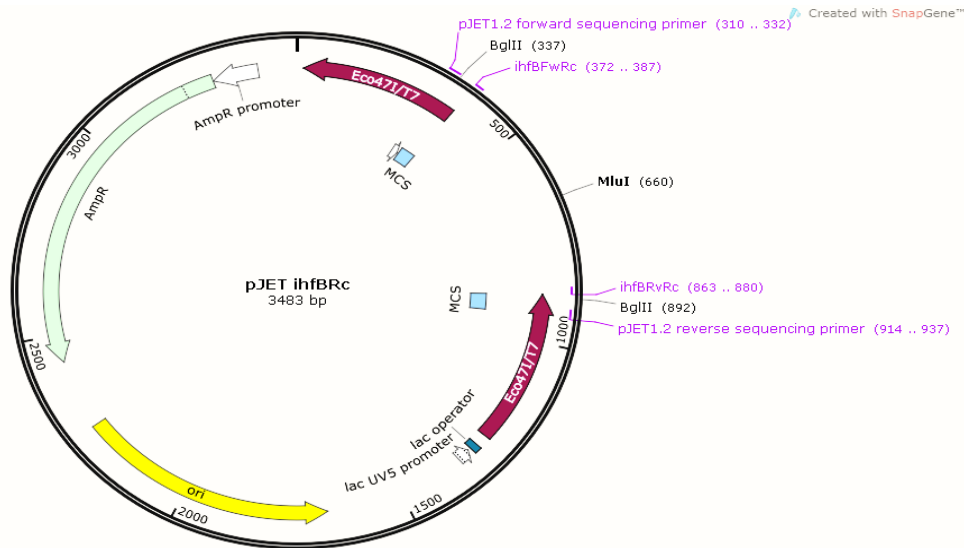 Created with SnapGene™
pJET1.2 forward sequencing primer (310 .. 332)
BglII (337)
ihfBFwRc (372 .. 387)
Eco47I/T7
AmpR promoter
500
3000
MCS
MluI (660)
AmpR
pJET ihfBRc
3483 bp
MCS
ihfBRvRc (863 .. 880)
BglII (892)
pJET1.2 reverse sequencing primer (914 .. 937)
1000
2500
Eco47I/T7
lac operator
lac UV5 promoter
ori
1500
2000